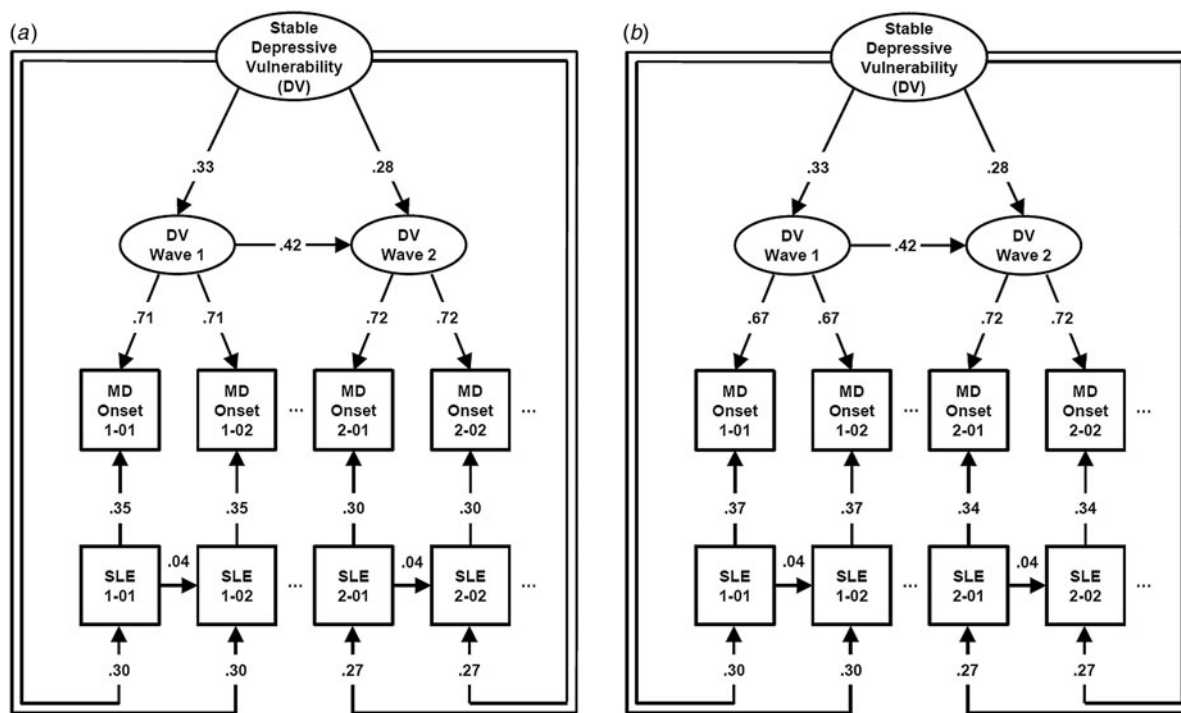 (a)
Stable
Depressive
Vulnerability
(DV)
.33
.28
DV
Wave 1
.42
DV
Wave 2
.71
.71
.72
.72
MD
Onset
1-01
MD
Onset
1-02
...
MD
Onset
2-01
MD
Onset
2-02
...
.35
.35
.30
.30
SLE
1-01
.04
SLE
1-02
...
SLE
2-01
.04
SLE
2-02
...
.30
.30
.27
.27
(b)
Stable
Depressive
Vulnerability
(DV)
.33
.28
DV
Wave 1
.42
DV
Wave 2
.67
.67
.72
.72
MD
Onset
1-01
MD
Onset
1-02
...
MD
Onset
2-01
MD
Onset
2-02
...
.37
.37
.34
.34
SLE
1-01
.04
SLE
1-02
...
SLE
2-01
.04
SLE
2-02
...
.30
.30
.27
.27